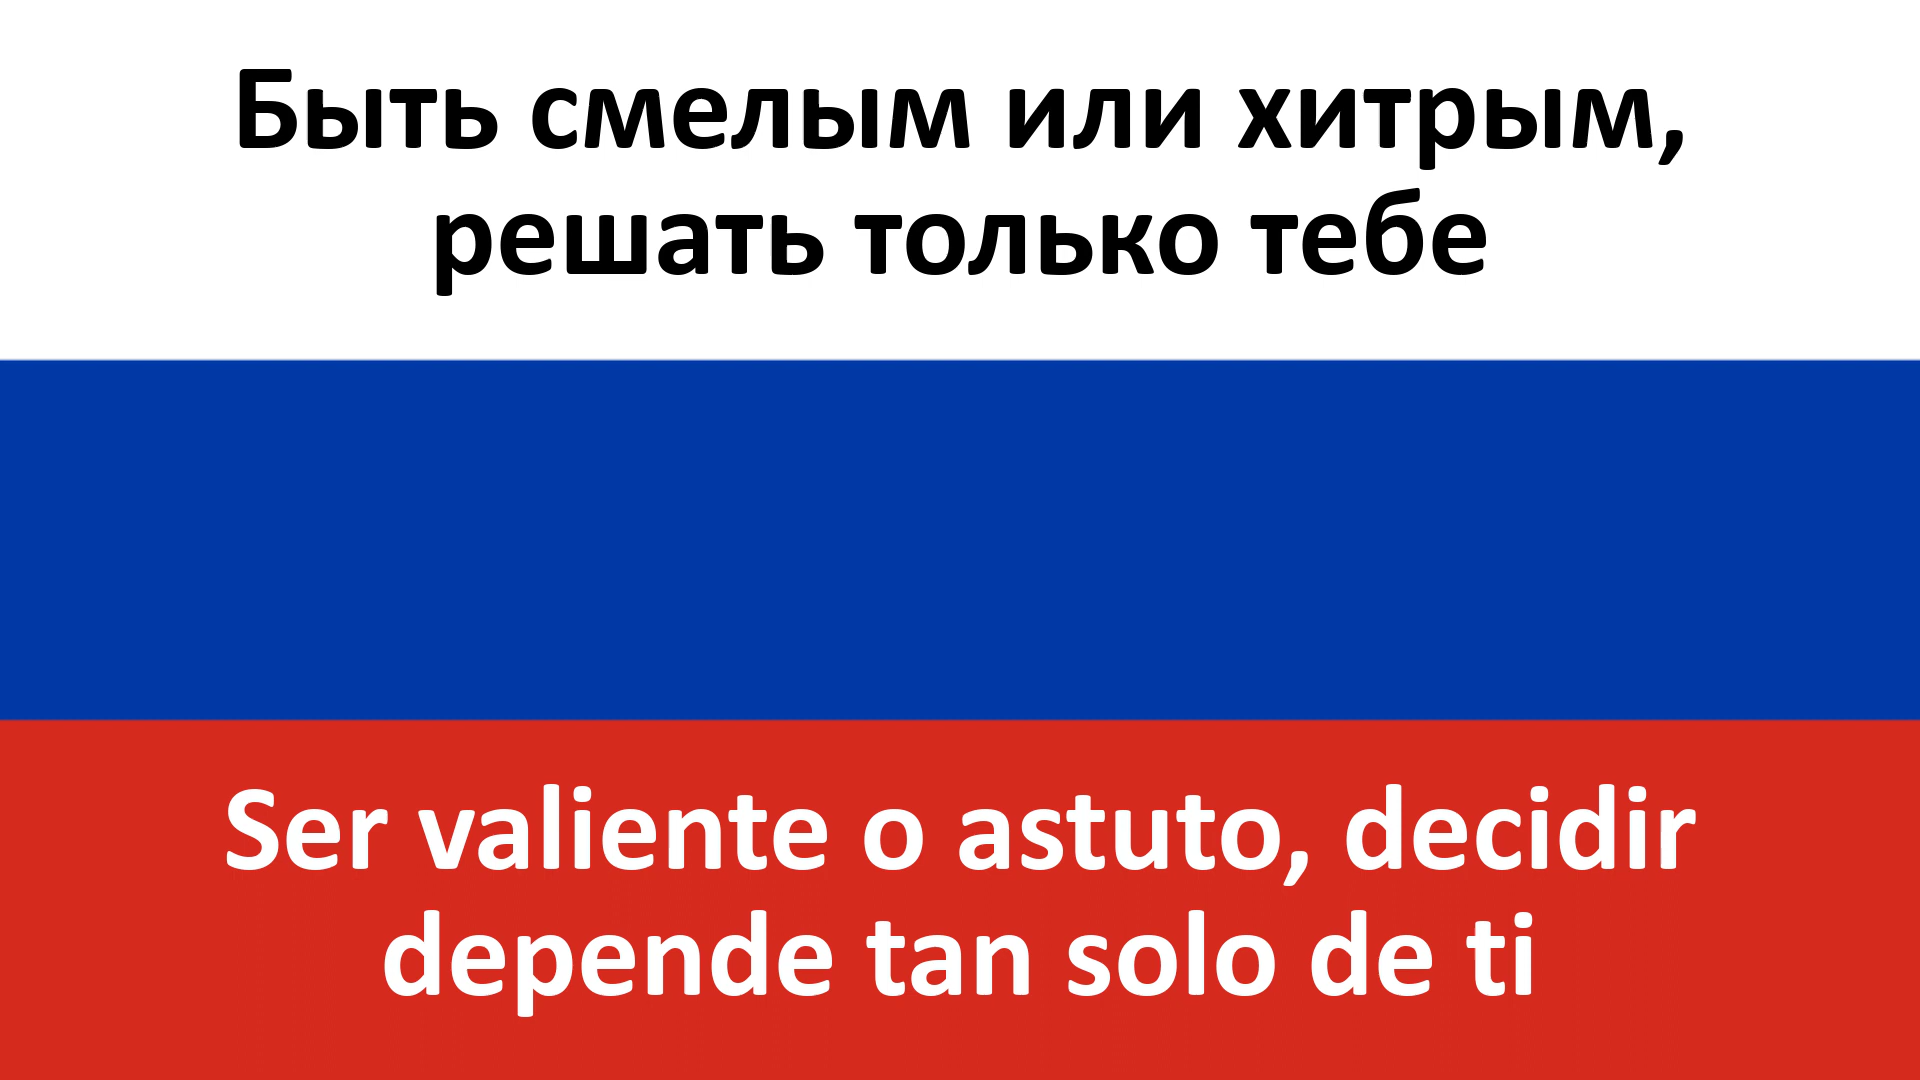 Быть смелым или хитрым,
решать только тебе
Ser valiente o astuto, decidir
depende tan solo de ti